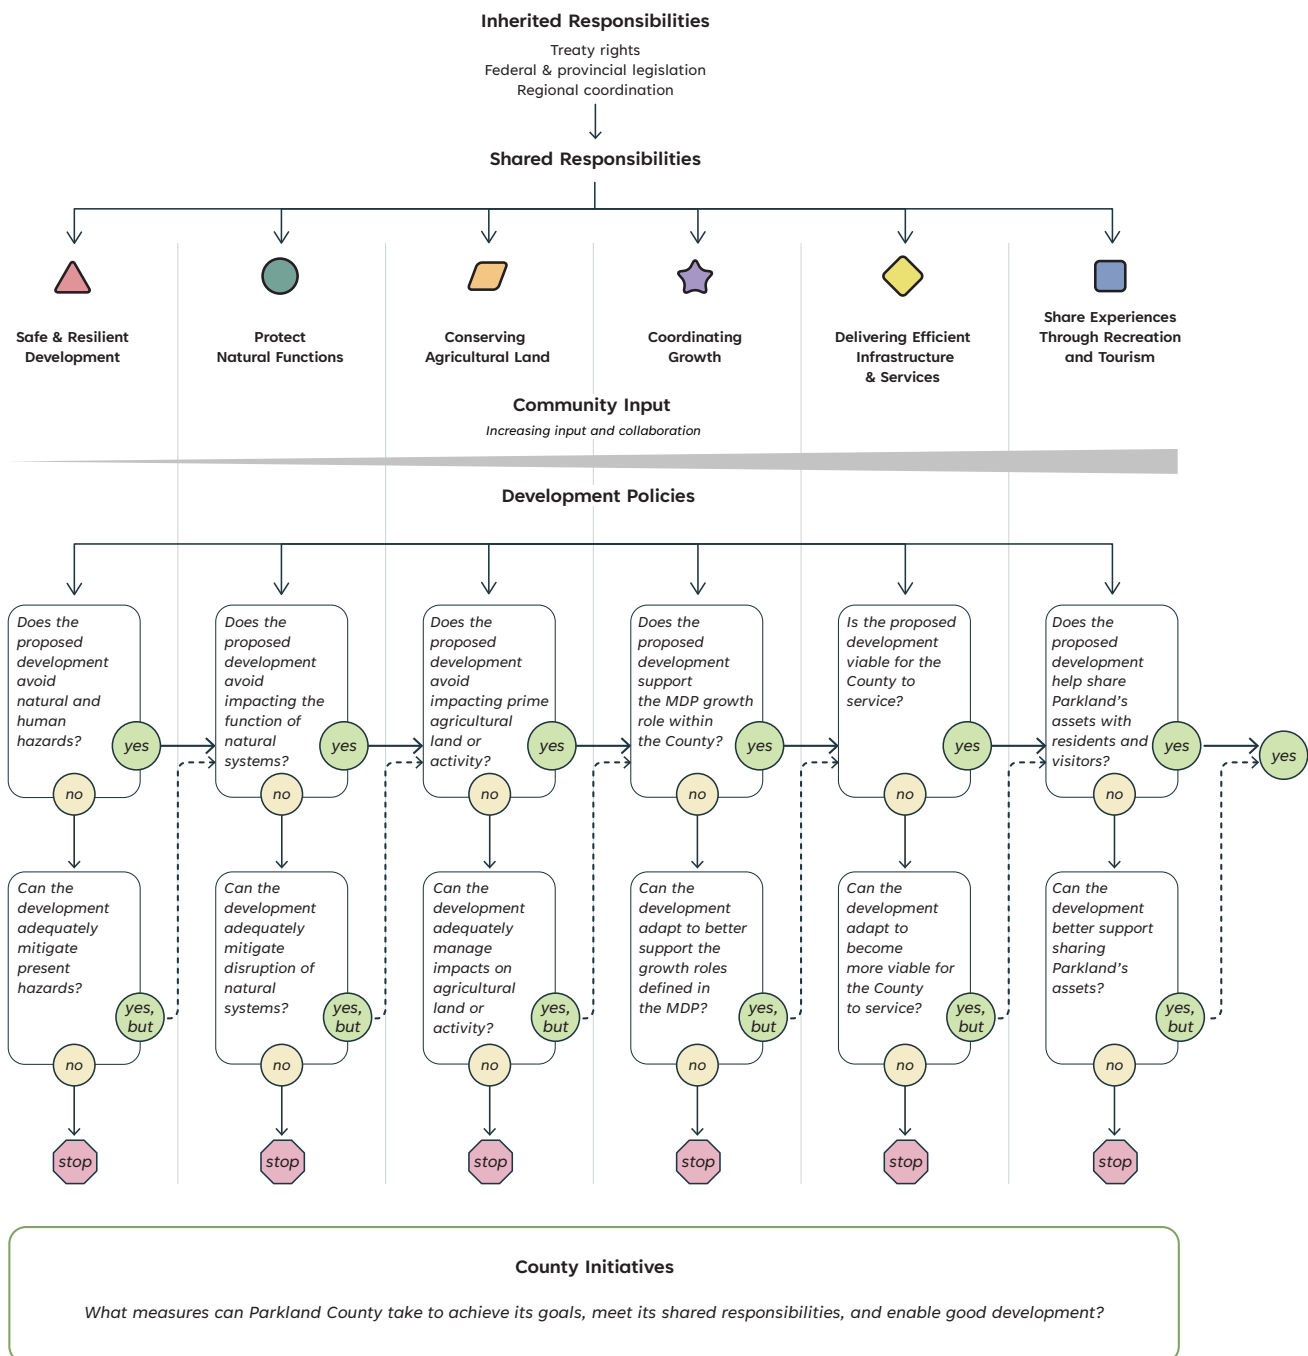 Inherited Responsibilities
Treaty rights
Federal & provincial legislation
Regional coordination
Shared Responsibilities
Safe & Resilient
Development
Protect
Natural Functions
Conserving
Agricultural Land
Coordinating
Growth
Delivering Efficient
Infrastructure
& Services
Share Experiences
Through Recreation
and Tourism
Community Input
Increasing input and collaboration
Development Policies
Does the
proposed
development
avoid
natural and
human
hazards?
yes
no
Does the
proposed
development
avoid
impacting the
function of
natural
systems?
yes
no
Does the
proposed
development
avoid
impacting prime
agricultural
land or
activity?
yes
no
Does the
proposed
development
support
the MDP growth
role within
the County?
yes
no
Is the proposed
development
viable for the
County to
service?
yes
no
Does the
proposed
development
help share
Parkland's
assets with
residents and
visitors?
yes
no
yes
Can the
development
adequately
mitigate
present
hazards?
yes,
but
no
stop
Can the
development
adequately
mitigate
disruption of
natural
systems?
yes,
but
no
stop
Can the
development
adequately
manage
impacts on
agricultural
land or
activity?
yes,
but
no
stop
Can the
development
adapt to better
support the
growth roles
defined in
the MDP?
yes,
but
no
stop
Can the
development
adapt to
become
more viable for
the County
to service?
yes,
but
no
stop
Can the
development
better support
sharing
Parkland's
assets?
yes,
but
no
stop
County Initiatives
What measures can Parkland County take to achieve its goals, meet its shared responsibilities, and enable good development?